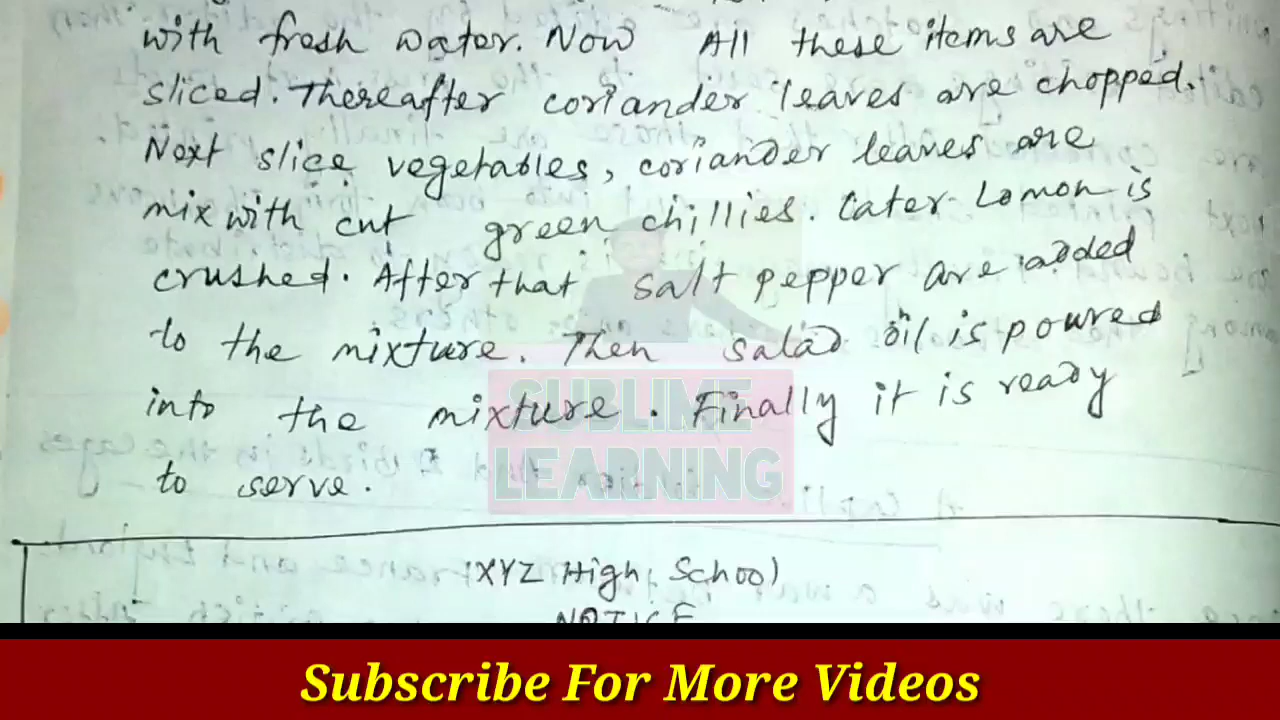 with fresh water. Now All these items are
sliced. Thereafter coriander leaves are chopped.
Next slice vegetables, coriander leaves are
mix with cut green chillies. Later Lomon is
crushed. After that salt pepper are added
to the mixture. Then salad oil is poured
into the mixture. Finally it is ready
to serve.
SUBLIME
LEARNING
XYZ High School
NOTICE
Subscribe For More Videos